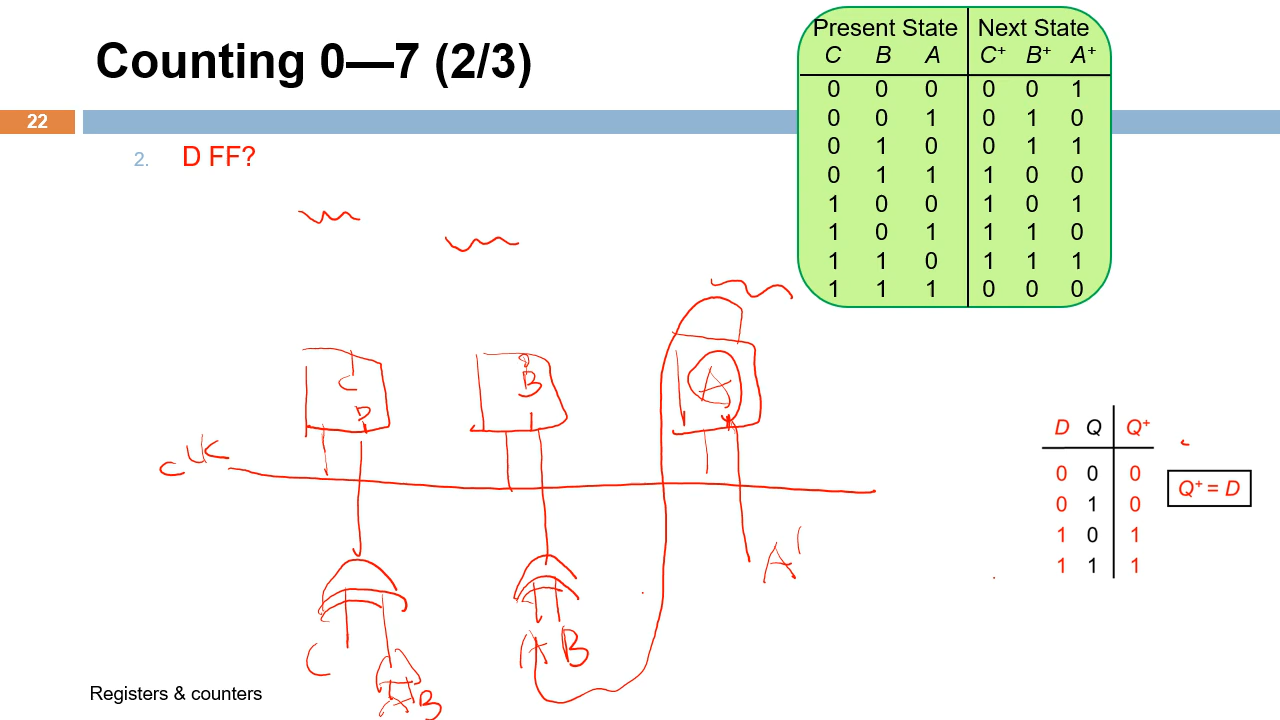 Counting 0—7 (2/3)
22
2. D FF?
Present State Next State
C B A C⁺ B⁺ A⁺
0 0 0 0 0 1
0 0 1 0 1 0
0 1 0 0 1 1
0 1 1 1 0 0
1 0 0 1 0 1
1 0 1 1 1 0
1 1 0 1 1 1
1 1 1 0 0 0
C B A
D
CLK
A'
C A B
A B
D Q Q⁺
0 0 0
0 1 0
1 0 1
1 1 1
Q⁺ = D
Registers & counters